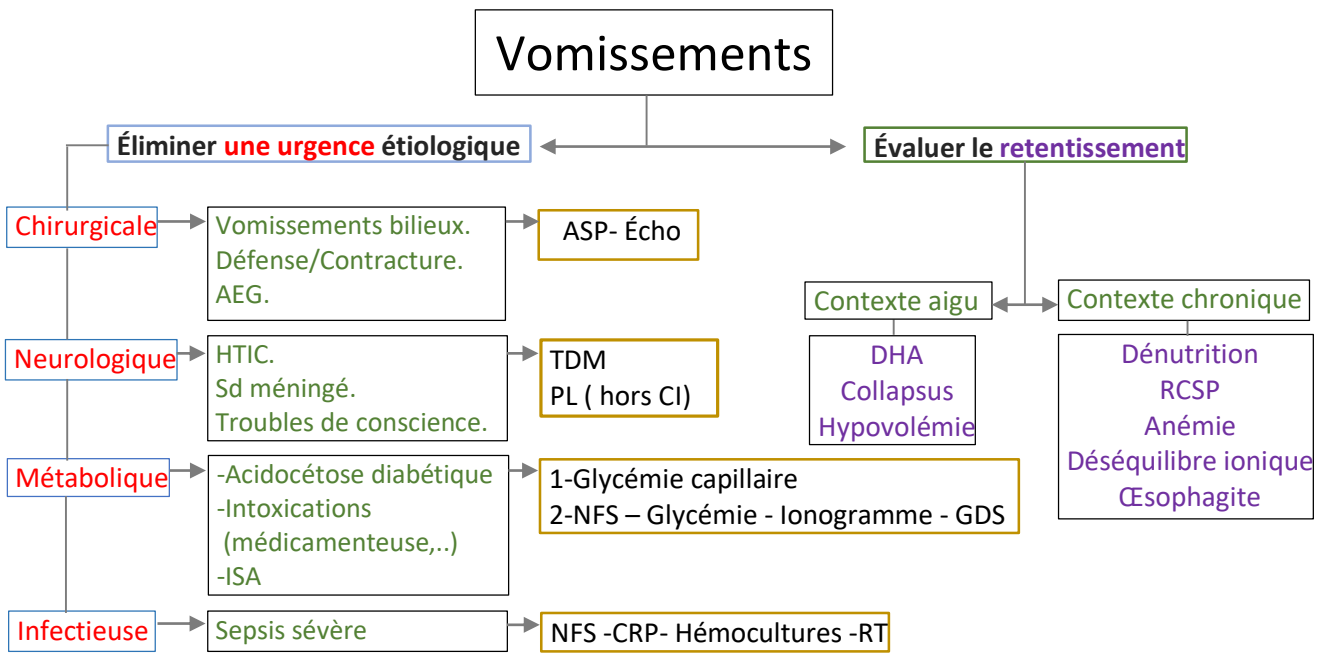 Vomissements
Éliminer une urgence étiologique
Évaluer le retentissement
Chirurgicale
Vomissements bilieux.
Défense/Contracture.
AEG.
ASP- Écho
Neurologique
HTIC.
Sd méningé.
Troubles de conscience.
TDM
PL ( hors CI)
Métabolique
-Acidocétose diabétique
-Intoxications
(médicamenteuse,..)
-ISA
1-Glycémie capillaire
2-NFS – Glycémie - Ionogramme - GDS
Infectieuse
Sepsis sévère
NFS -CRP- Hémocultures -RT
Contexte aigu
DHA
Collapsus
Hypovolémie
Contexte chronique
Dénutrition
RCSP
Anémie
Déséquilibre ionique
Œsophagite